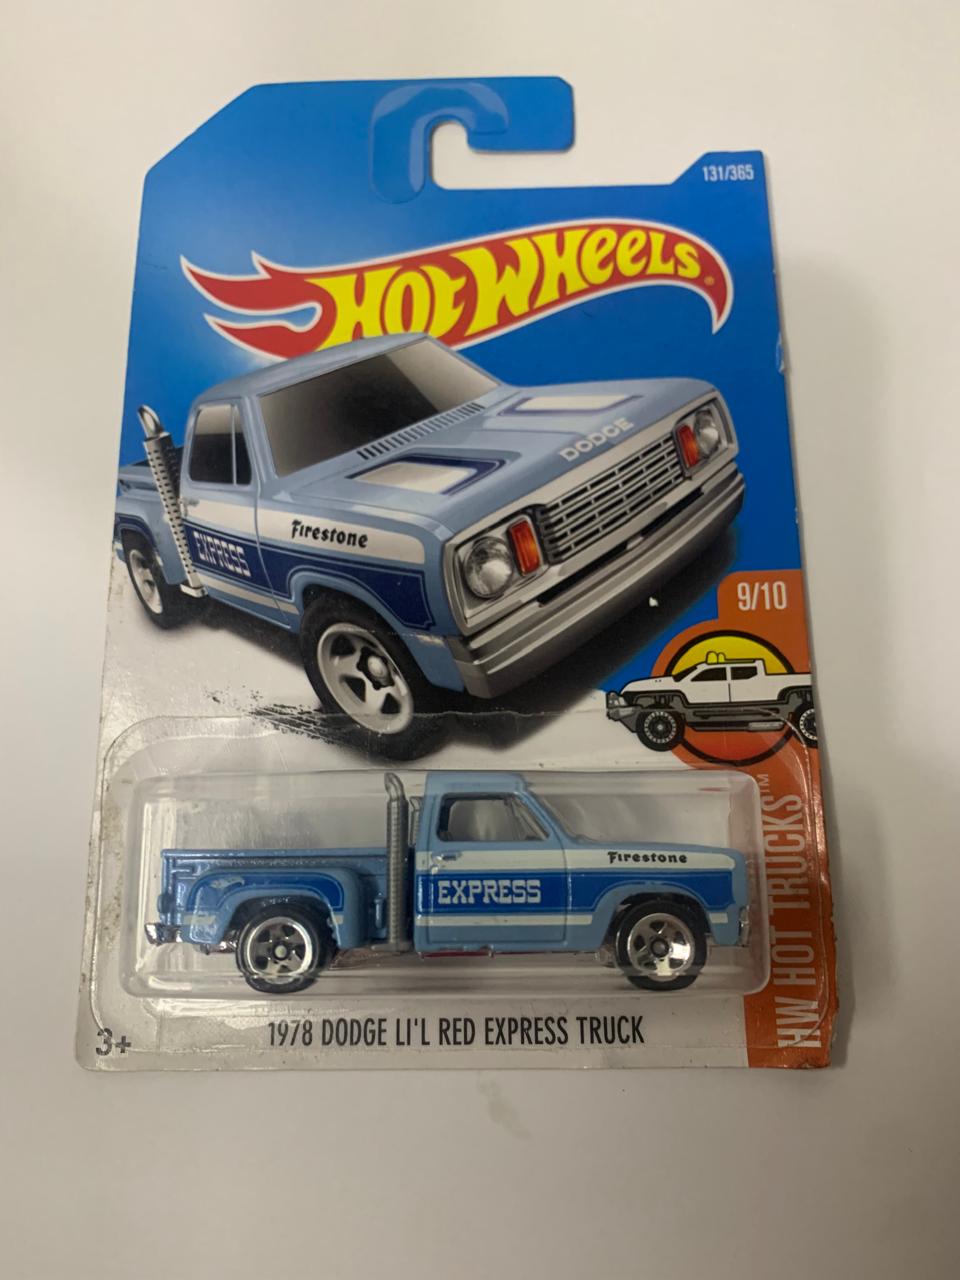 131/365
HOT WHEELS®
DODGE
Firestone
EXPRESS
9/10
HW HOT TRUCKS™
Firestone
EXPRESS
1978 DODGE LI'L RED EXPRESS TRUCK
3+